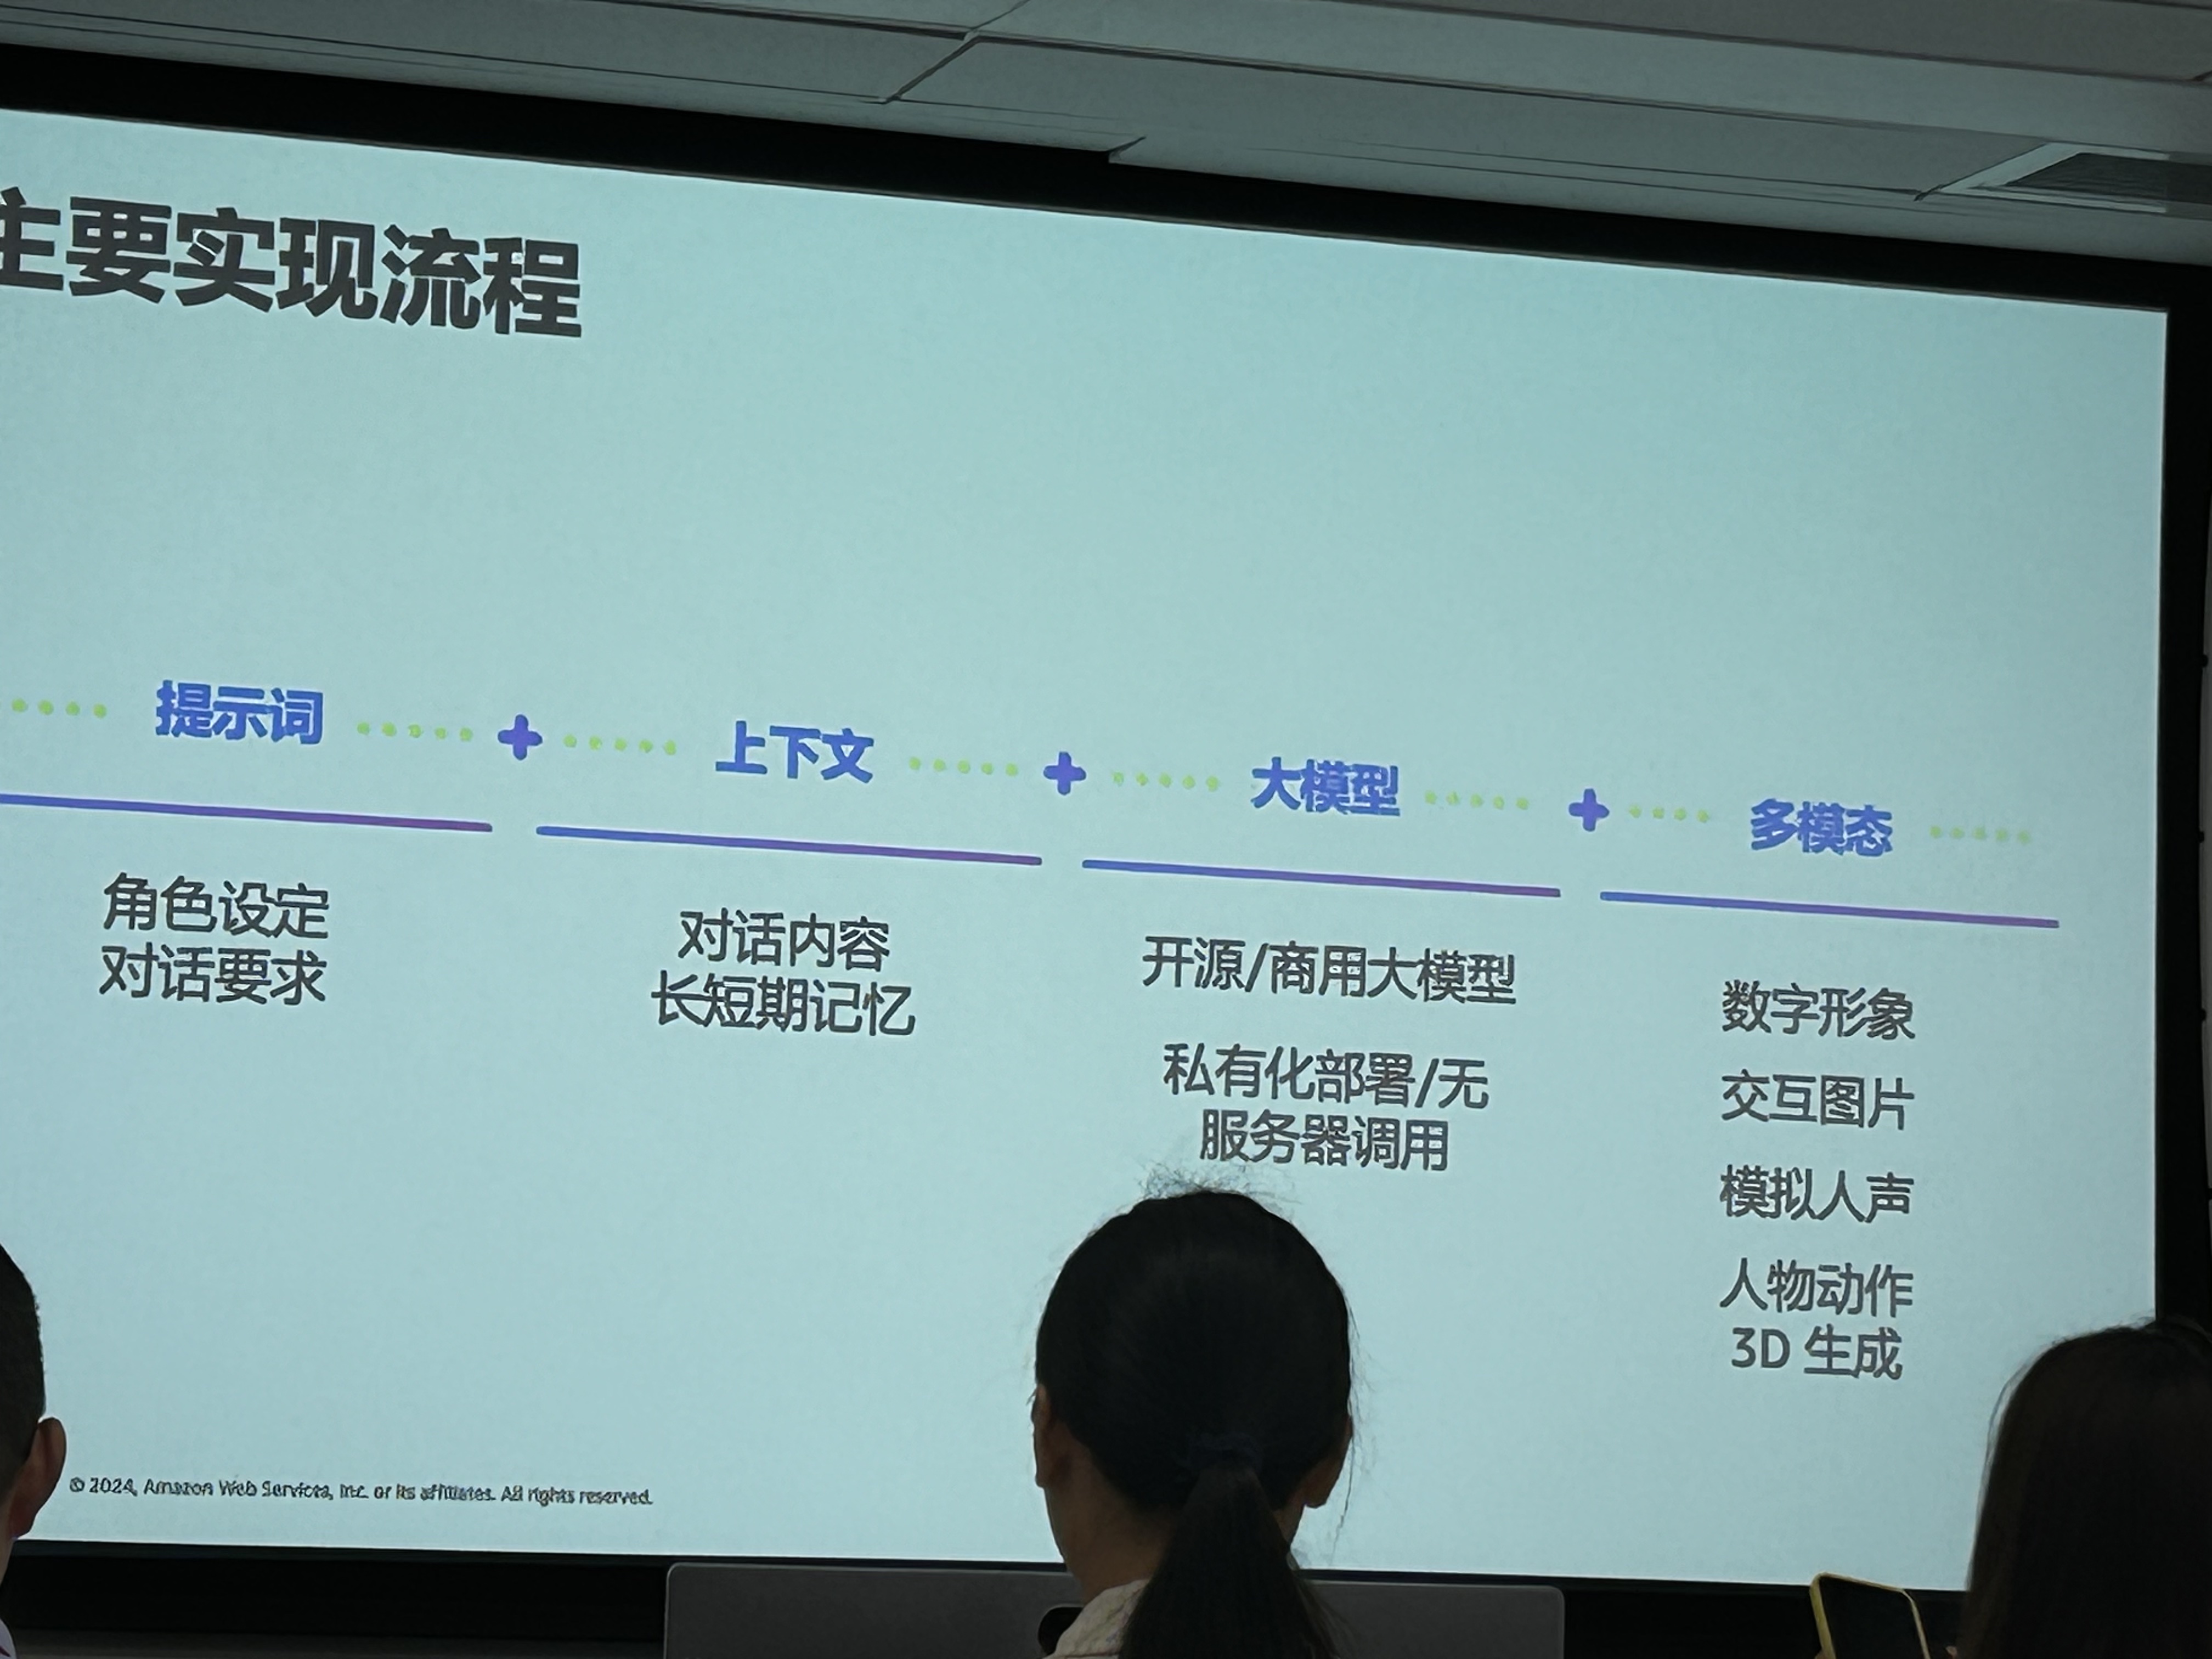 主要实现流程
提示词 + 上下文 + 大模型 + 多模态
角色设定
对话要求
对话内容
长短期记忆
开源/商用大模型
私有化部署/无
服务器调用
数字形象
交互图片
模拟人声
人物动作
3D 生成
© 2024, Amazon Web Services, Inc. or its affiliates. All rights reserved.